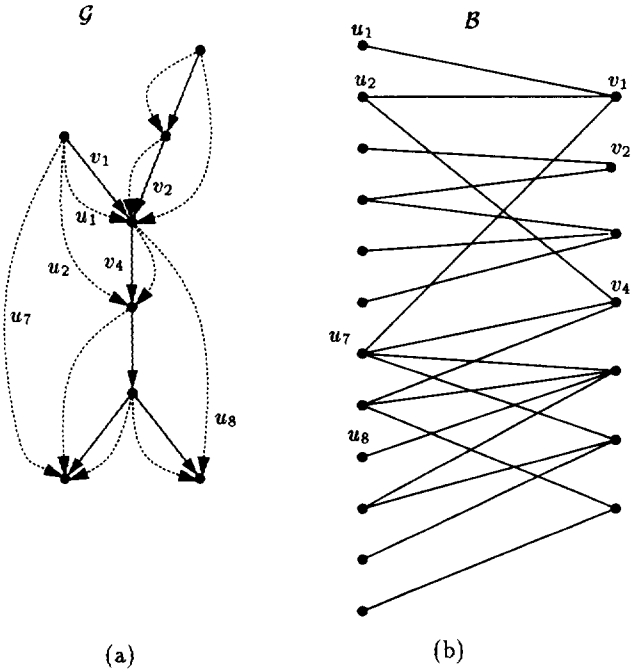 𝒢
v₁
v₂
u₁
u₂
v₄
u₇
u₈
(a)
ℬ
u₁
u₂
v₁
v₂
v₄
u₇
u₈
(b)